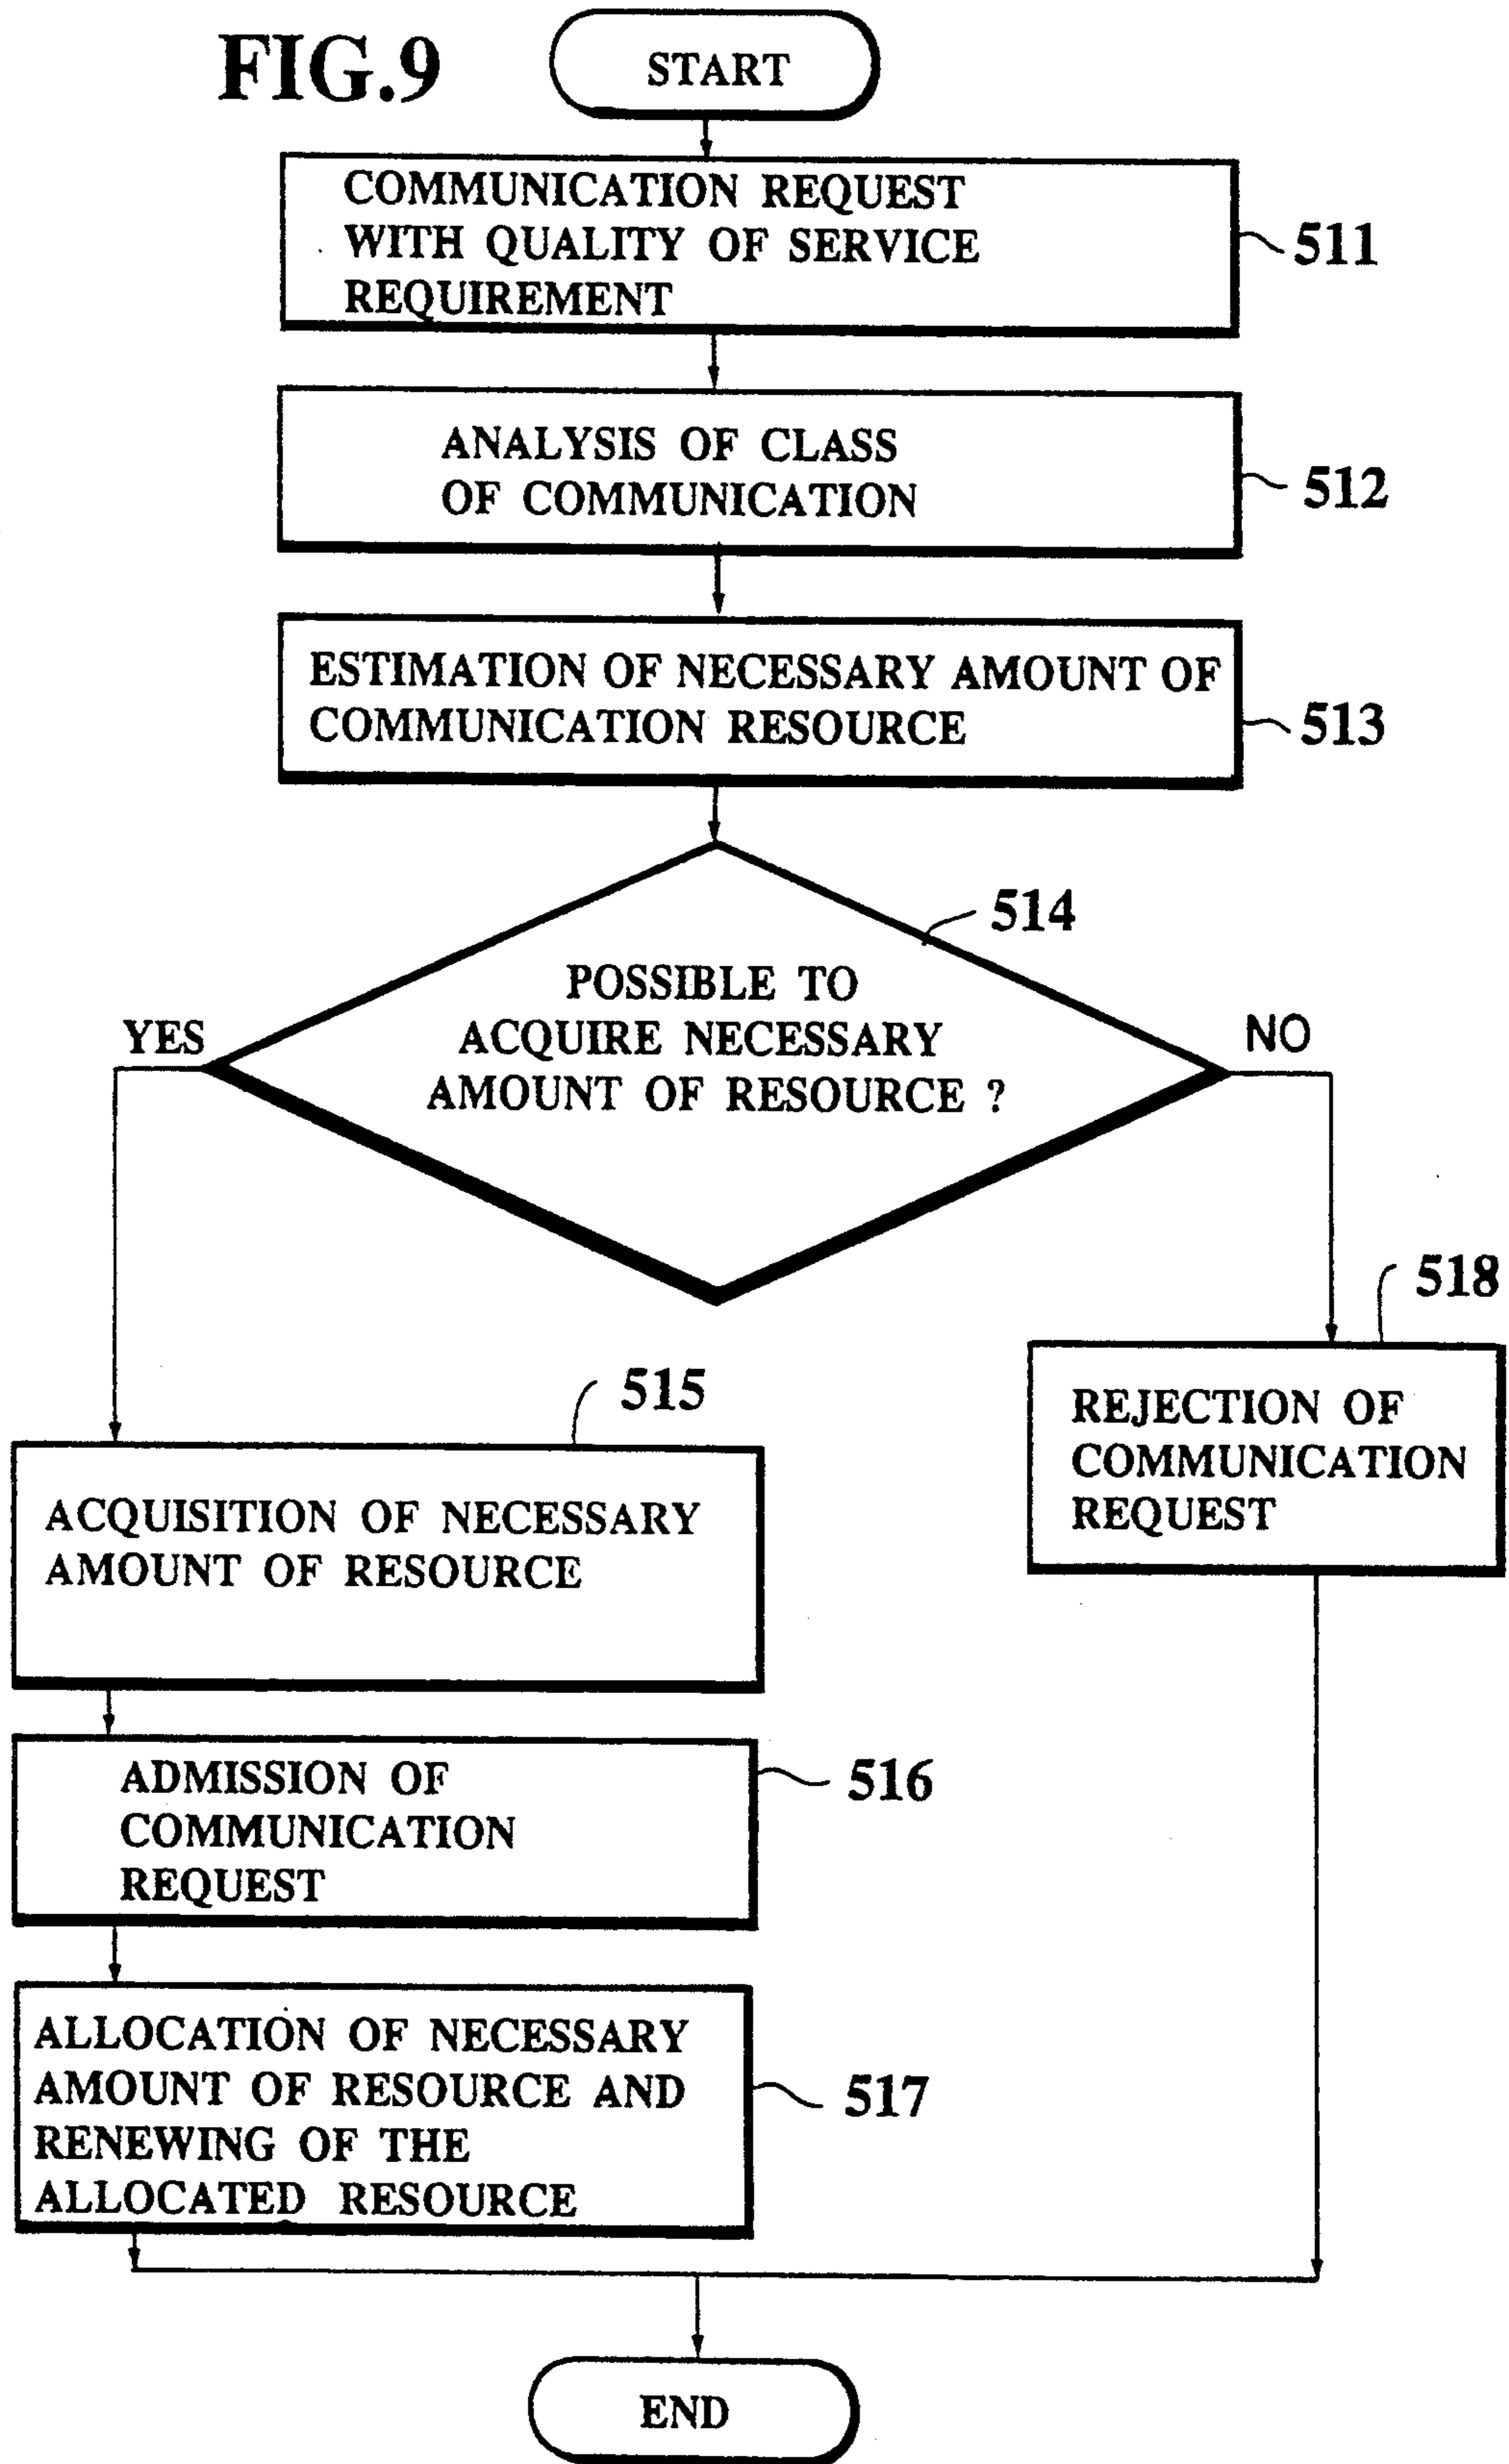 FIG.9
START
COMMUNICATION REQUEST
WITH QUALITY OF SERVICE
REQUIREMENT
511
ANALYSIS OF CLASS
OF COMMUNICATION
512
ESTIMATION OF NECESSARY AMOUNT OF
COMMUNICATION RESOURCE
513
514
POSSIBLE TO
ACQUIRE NECESSARY
AMOUNT OF RESOURCE ?
YES
NO
518
REJECTION OF
COMMUNICATION
REQUEST
515
ACQUISITION OF NECESSARY
AMOUNT OF RESOURCE
ADMISSION OF
COMMUNICATION
REQUEST
516
ALLOCATION OF NECESSARY
AMOUNT OF RESOURCE AND
RENEWING OF THE
ALLOCATED RESOURCE
517
END